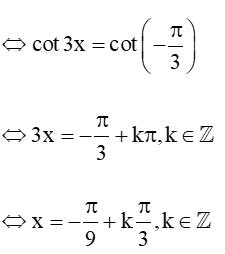 ⇔ cot 3x = cot(−π/3)
⇔ 3x = −π/3 + kπ, k ∈ ℤ
⇔ x = −π/9 + kπ/3, k ∈ ℤ